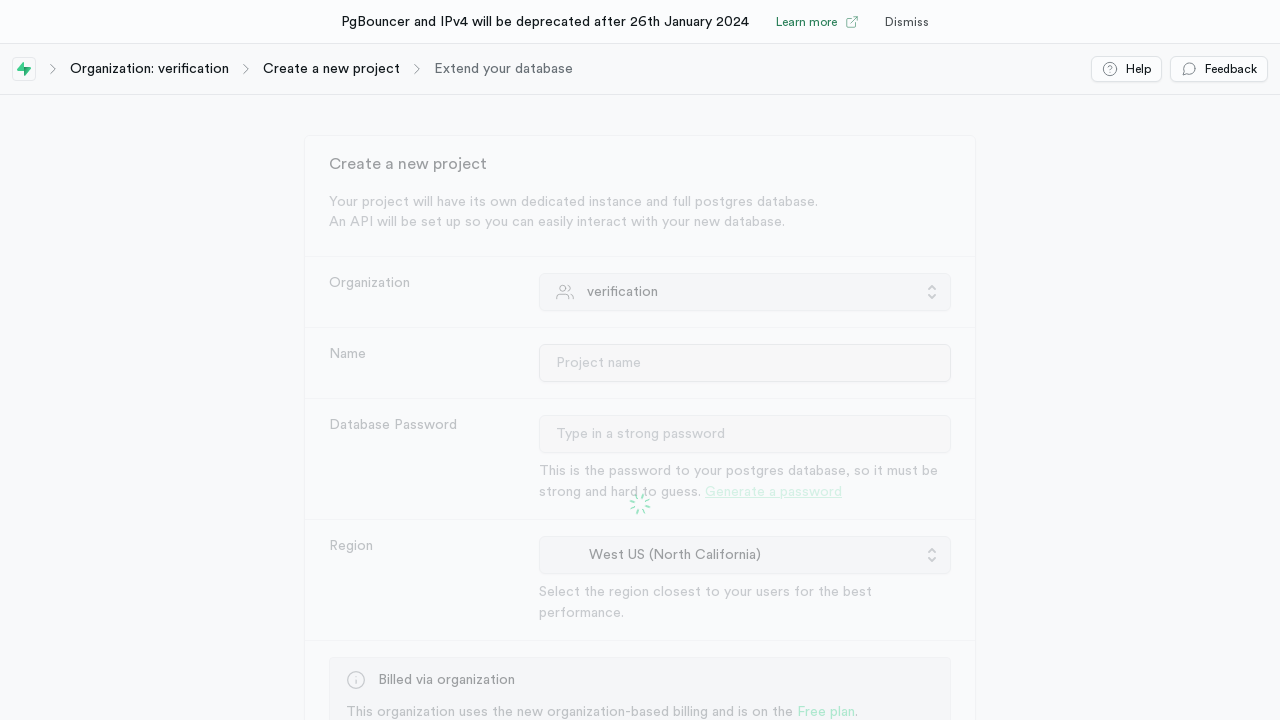 PgBouncer and IPv4 will be deprecated after 26th January 2024 Learn more Dismiss
Organization: verification Create a new project Extend your database Help Feedback
Create a new project
Your project will have its own dedicated instance and full postgres database.
An API will be set up so you can easily interact with your new database.
Organization verification
Name Project name
Database Password Type in a strong password
This is the password to your postgres database, so it must be
strong and hard to guess. Generate a password
Region West US (North California)
Select the region closest to your users for the best
performance.
Billed via organization
This organization uses the new organization-based billing and is on the Free plan.